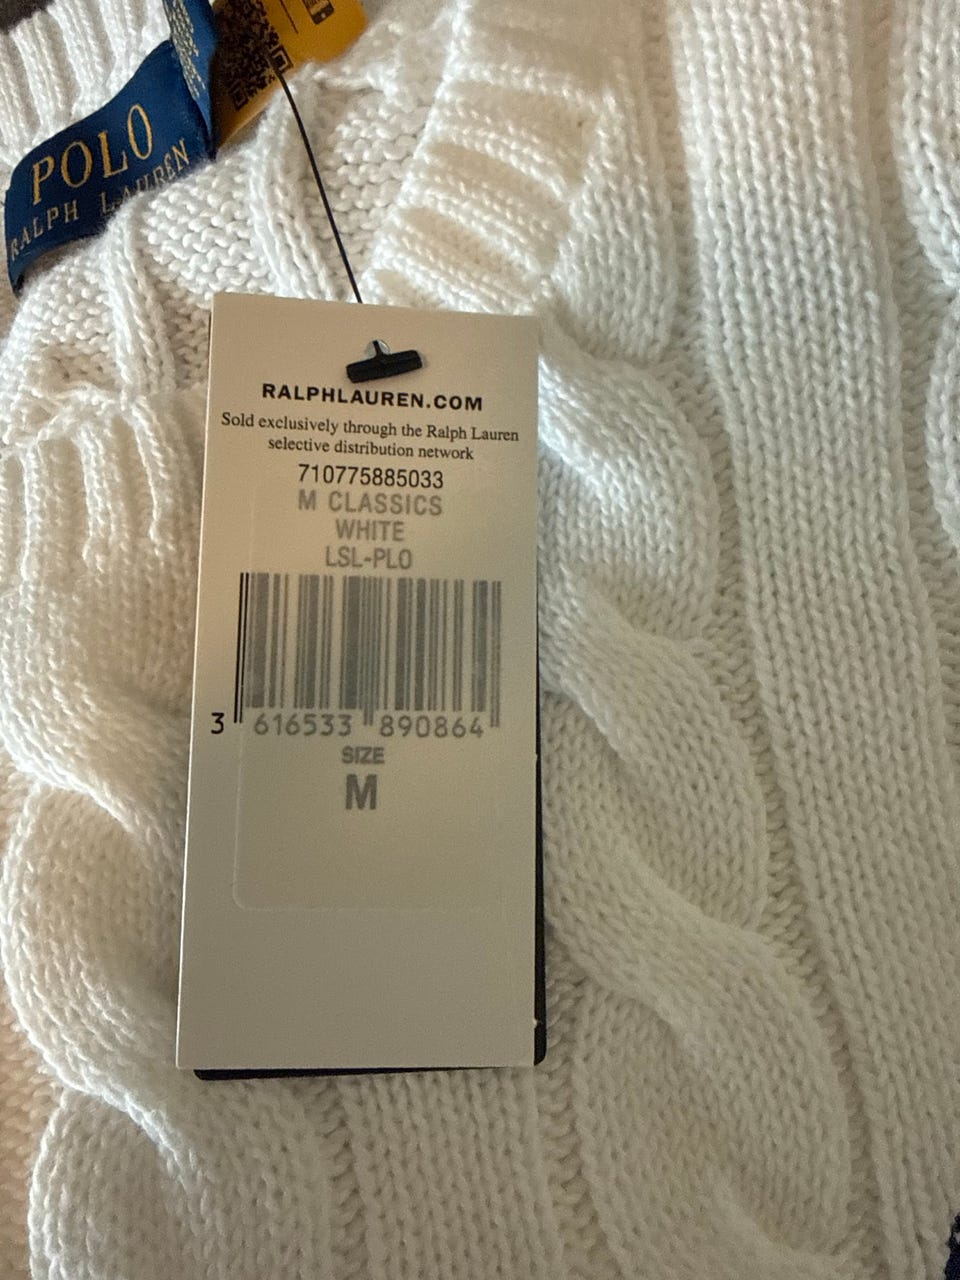 POLO
RALPH LAUREN
RALPHLAUREN.COM
Sold exclusively through the Ralph Lauren
selective distribution network
710775885033
M CLASSICS
WHITE
LSL-PLO
3 616533 890864
SIZE
M